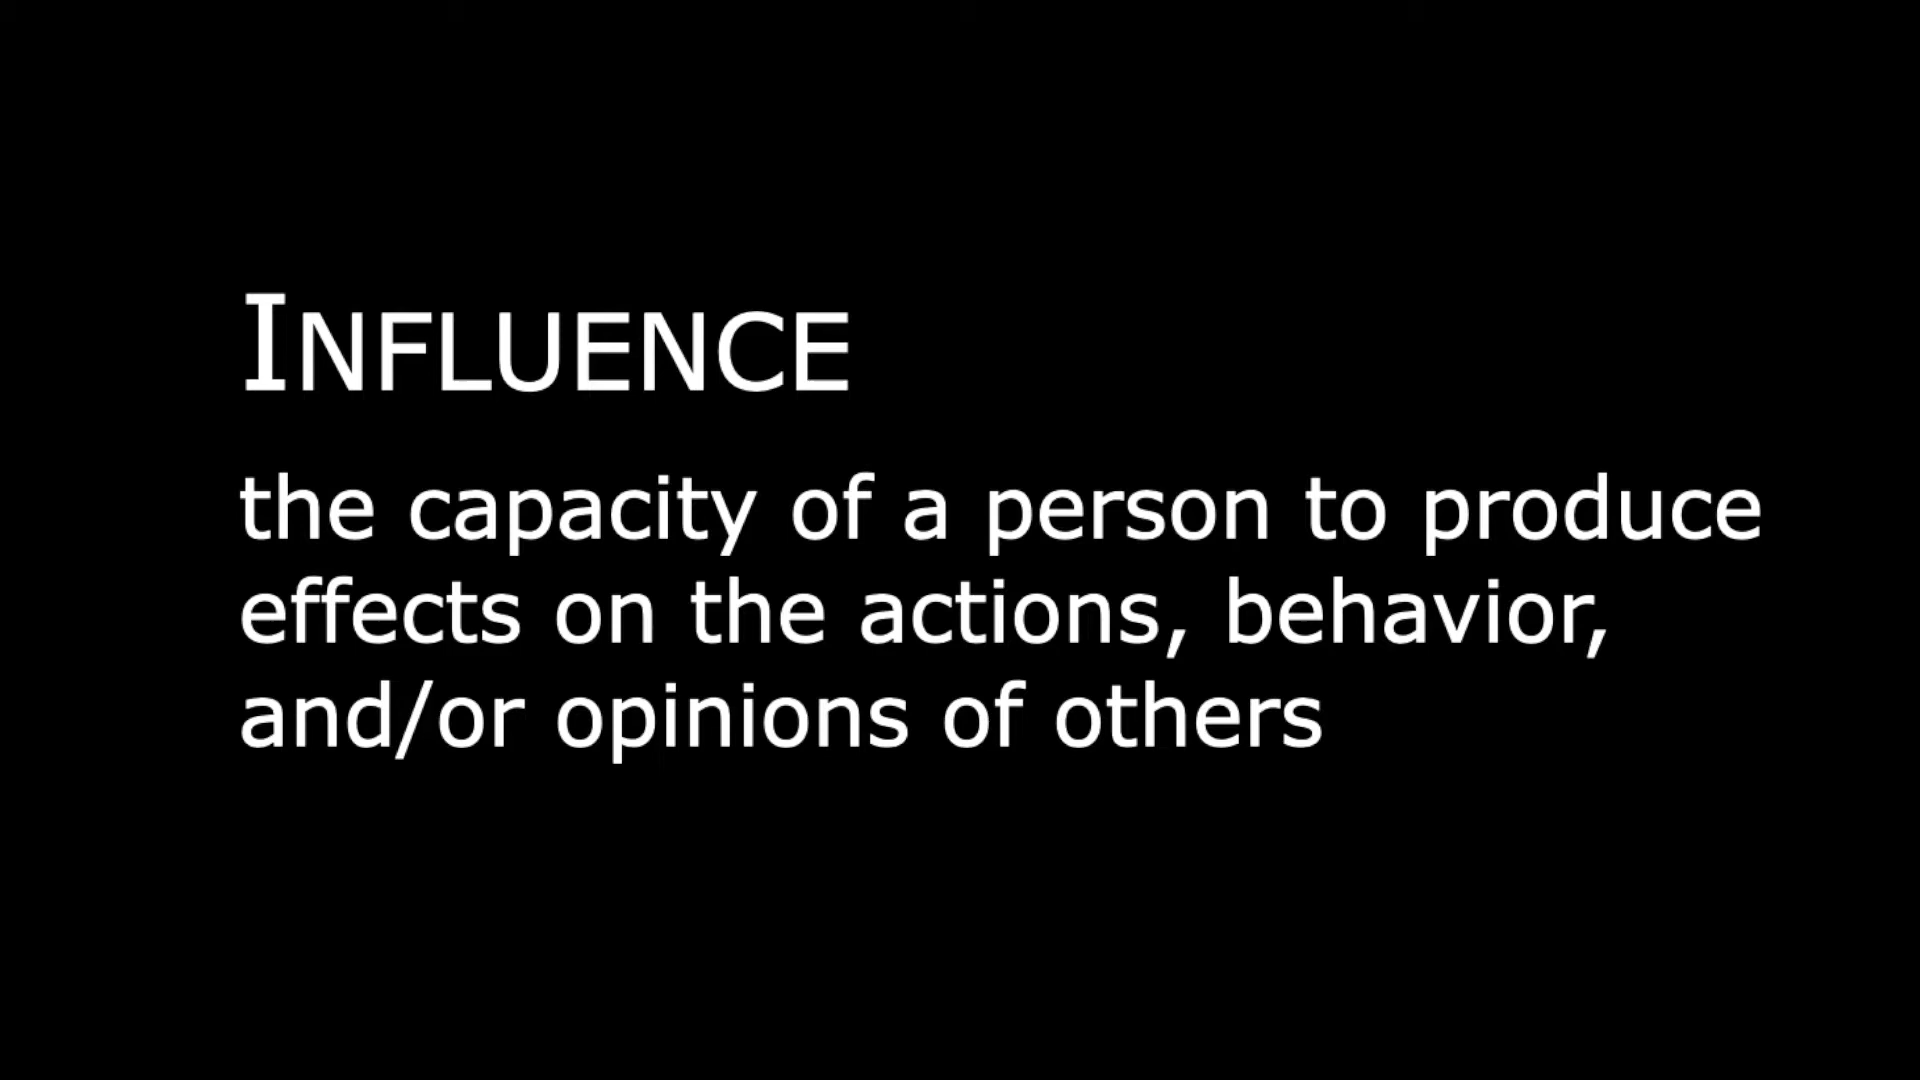 INFLUENCE
the capacity of a person to produce
effects on the actions, behavior,
and/or opinions of others